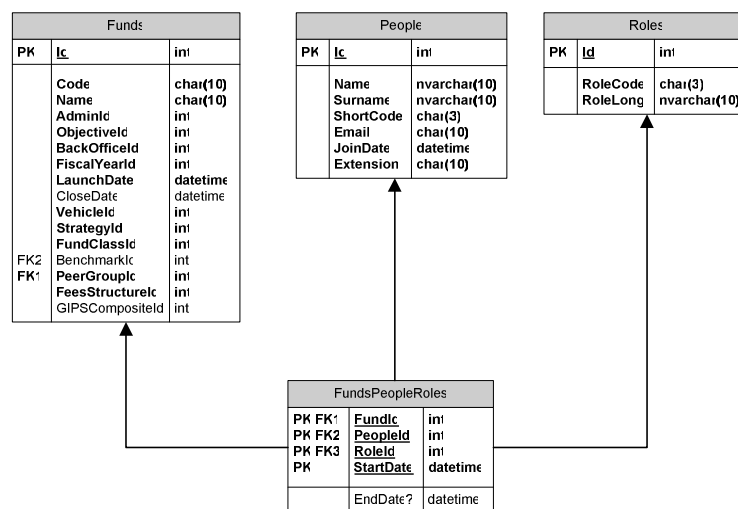 Funds
PK Id int
Code char(10)
Name char(10)
AdminId int
ObjectiveId int
BackOfficeId int
FiscalYearId int
LaunchDate datetime
CloseDate datetime
VehicleId int
StrategyId int
FundClassId int
FK2 BenchmarkId int
FK1 PeerGroupId int
FeesStructureId int
GIPSCompositeId int
People
PK Id int
Name nvarchar(10)
Surname nvarchar(10)
ShortCode char(3)
Email char(10)
JoinDate datetime
Extension char(10)
Roles
PK Id int
RoleCode char(3)
RoleLong nvarchar(10)
FundsPeopleRoles
PK FK1 FundId int
PK FK2 PeopleId int
PK FK3 RoleId int
PK StartDate datetime
EndDate? datetime